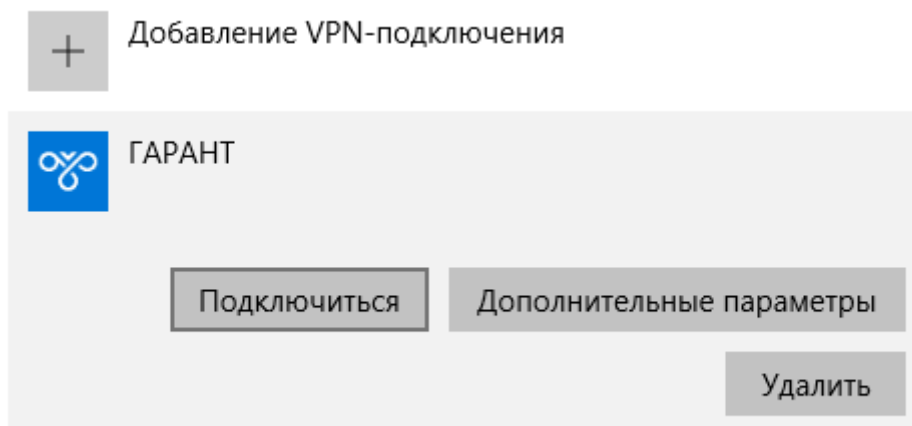 Добавление VPN-подключения
ГАРАНТ
Подключиться
Дополнительные параметры
Удалить